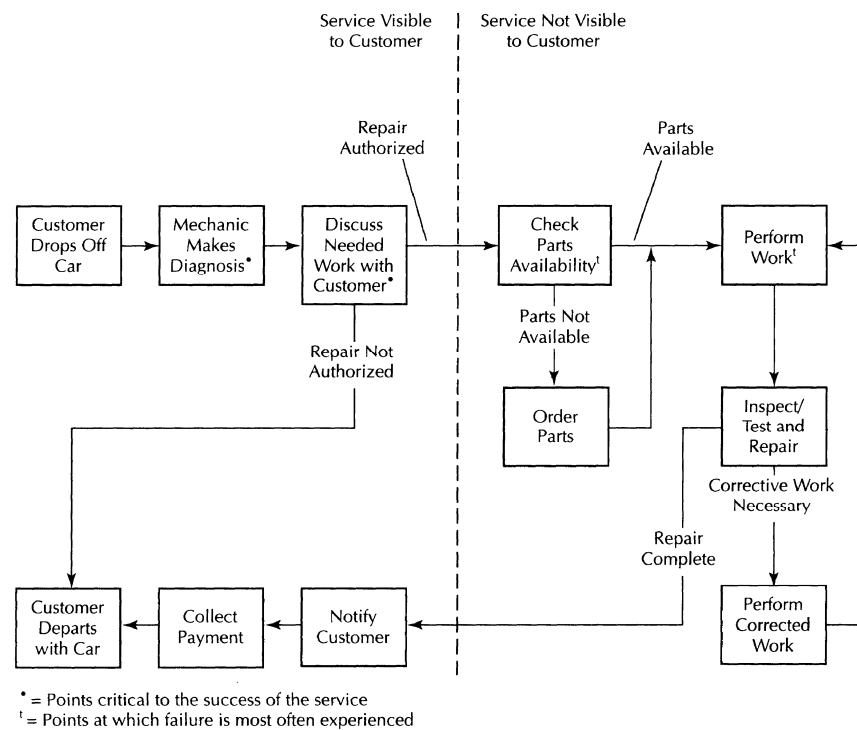 Service Visible
to Customer
Service Not Visible
to Customer
Repair
Authorized
Parts
Available
Customer
Drops Off
Car
Mechanic
Makes
Diagnosis•
Discuss
Needed
Work with
Customer•
Check
Parts
Availability†
Perform
Work†
Parts Not
Available
Repair Not
Authorized
Order
Parts
Inspect/
Test and
Repair
Corrective Work
Necessary
Repair
Complete
Customer
Departs
with Car
Collect
Payment
Notify
Customer
Perform
Corrected
Work
• = Points critical to the success of the service
† = Points at which failure is most often experienced